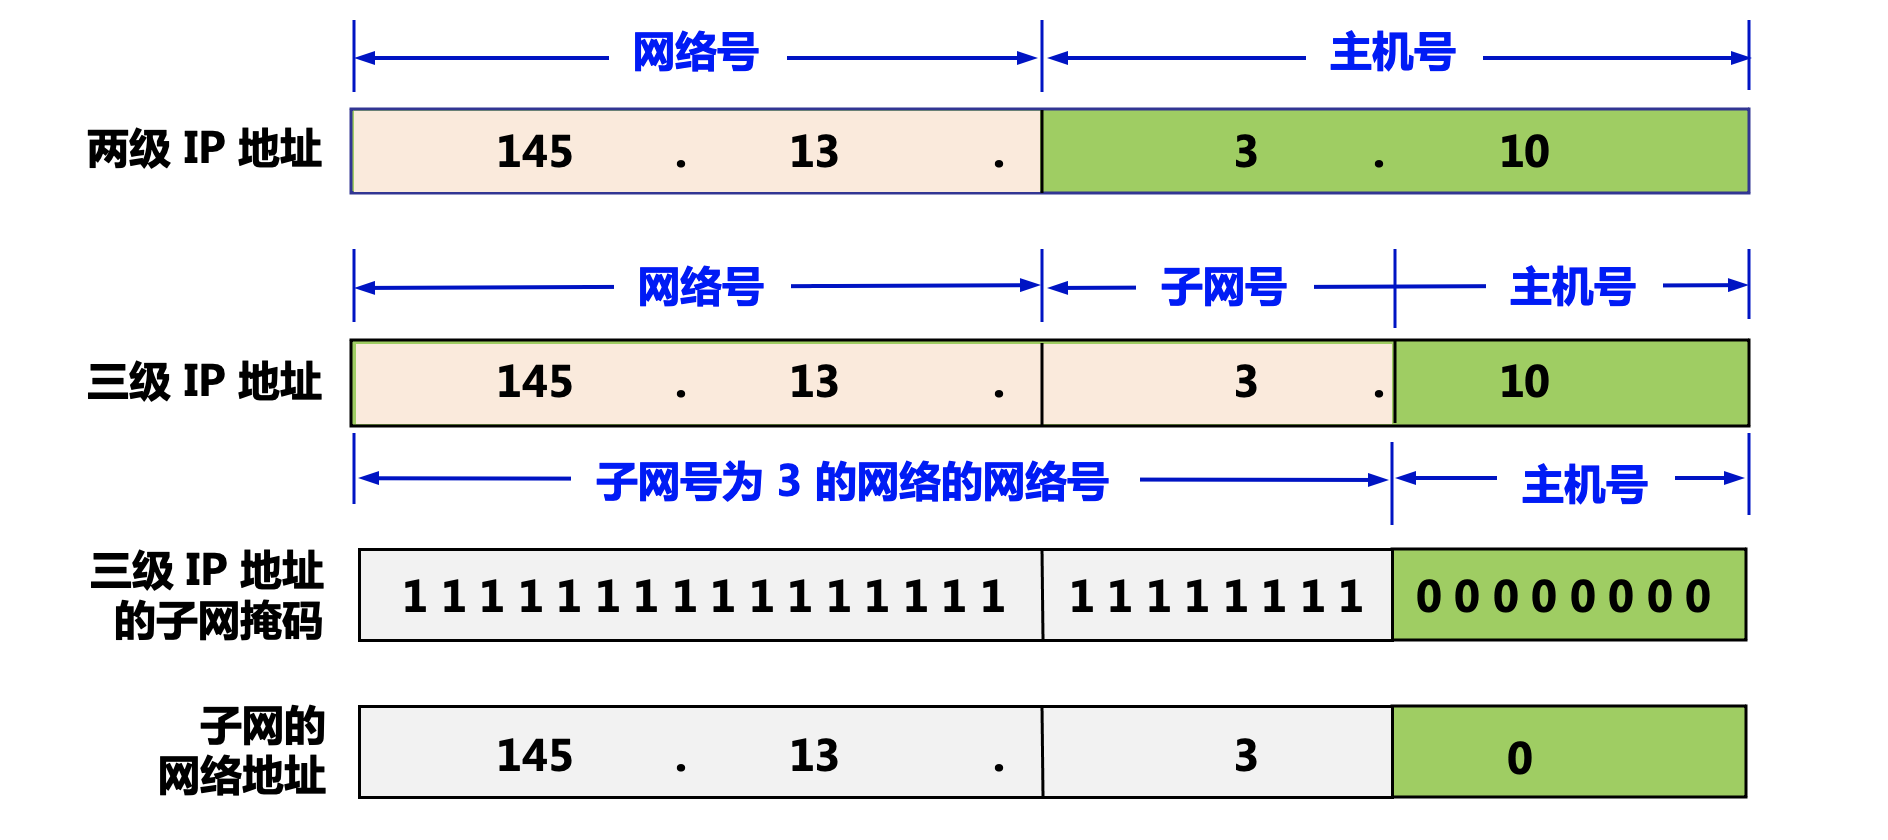 网络号 主机号
两级 IP 地址 145 . 13 . 3 . 10
网络号 子网号 主机号
三级 IP 地址 145 . 13 . 3 . 10
子网号为 3 的网络的网络号 主机号
三级 IP 地址
的子网掩码
1 1 1 1 1 1 1 1 1 1 1 1 1 1 1 1 1 1 1 1 1 1 1 1 0 0 0 0 0 0 0 0
子网的
网络地址
145 . 13 . 3 0